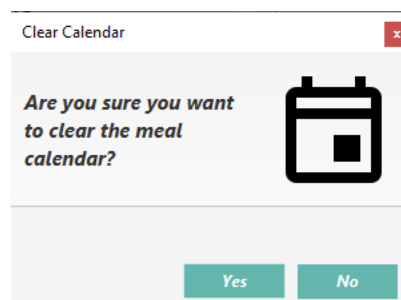 Clear Calendar
x
Are you sure you want
to clear the meal
calendar?
Yes
No